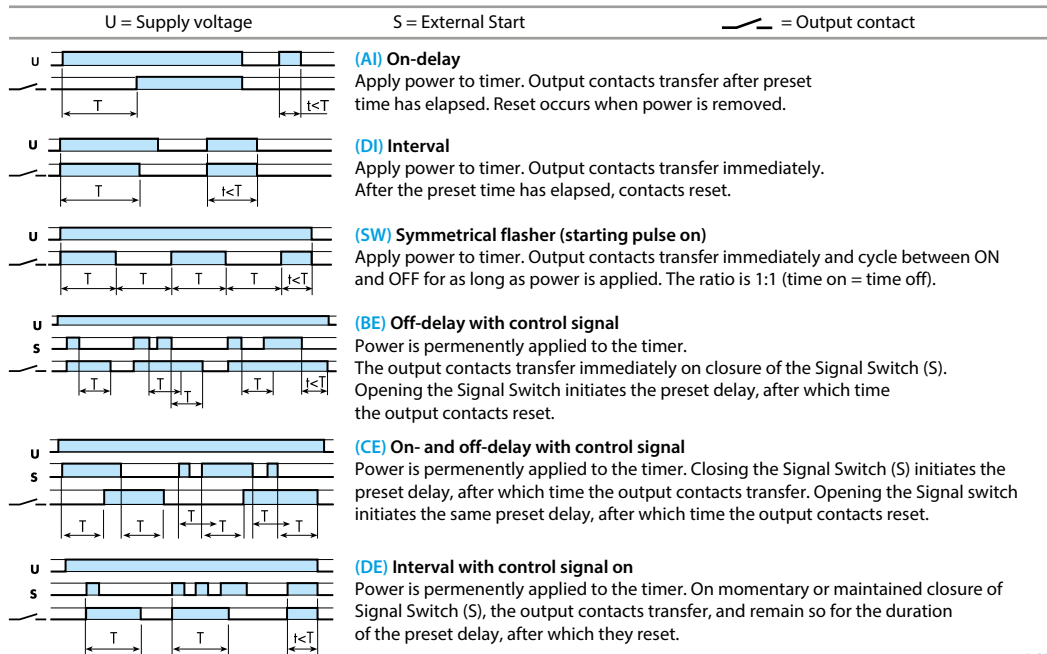 U = Supply voltage S = External Start = Output contact
U
T
t<T
(AI) On-delay
Apply power to timer. Output contacts transfer after preset
time has elapsed. Reset occurs when power is removed.
U
T
t<T
(DI) Interval
Apply power to timer. Output contacts transfer immediately.
After the preset time has elapsed, contacts reset.
U
T T T T t<T
(SW) Symmetrical flasher (starting pulse on)
Apply power to timer. Output contacts transfer immediately and cycle between ON
and OFF for as long as power is applied. The ratio is 1:1 (time on = time off).
U
S
T T T t<T
T
(BE) Off-delay with control signal
Power is permenently applied to the timer.
The output contacts transfer immediately on closure of the Signal Switch (S).
Opening the Signal Switch initiates the preset delay, after which time
the output contacts reset.
U
S
T T T T T T
(CE) On- and off-delay with control signal
Power is permenently applied to the timer. Closing the Signal Switch (S) initiates the
preset delay, after which time the output contacts transfer. Opening the Signal switch
initiates the same preset delay, after which time the output contacts reset.
U
S
T T t<T
(DE) Interval with control signal on
Power is permenently applied to the timer. On momentary or maintained closure of
Signal Switch (S), the output contacts transfer, and remain so for the duration
of the preset delay, after which they reset.